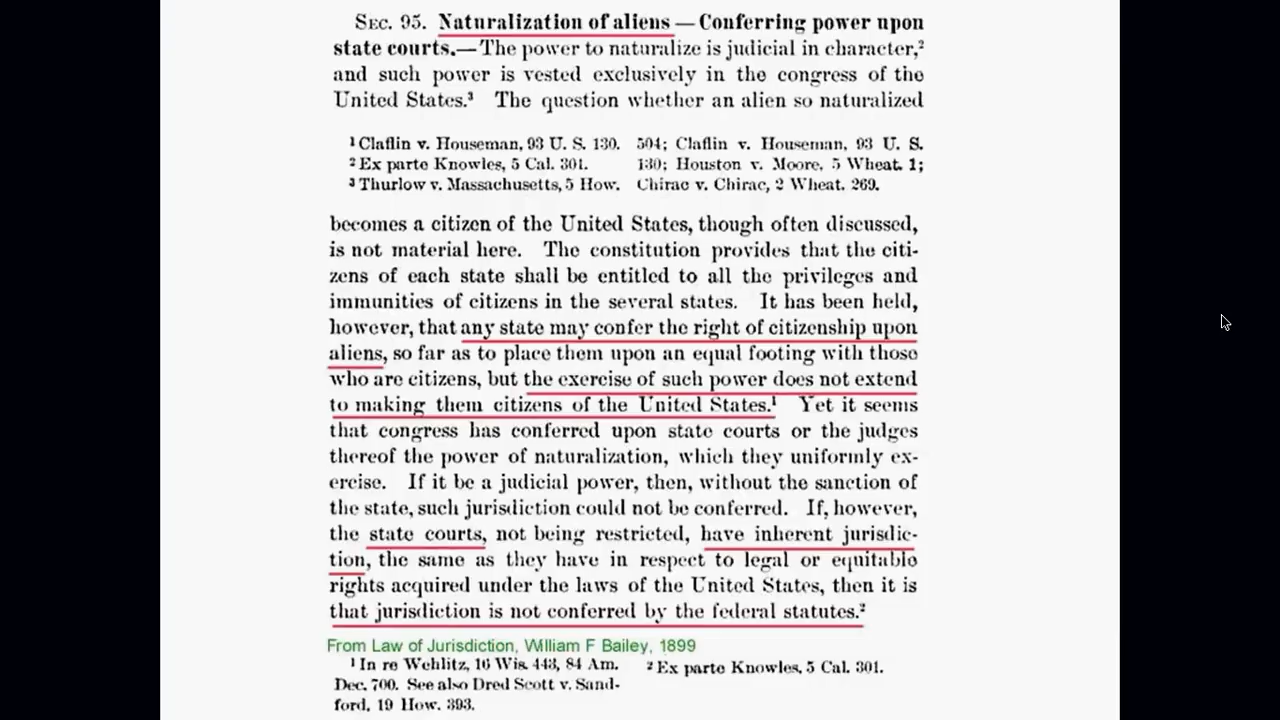 SEC. 95. Naturalization of aliens — Conferring power upon
state courts.— The power to naturalize is judicial in character,²
and such power is vested exclusively in the congress of the
United States.³ The question whether an alien so naturalized
¹ Claflin v. Houseman, 93 U. S. 130.
² Ex parte Knowles, 5 Cal. 301.
³ Thurlow v. Massachusetts, 5 How.
504; Claflin v. Houseman, 93 U. S.
130; Houston v. Moore, 5 Wheat. 1;
Chirac v. Chirac, 2 Wheat. 269.
becomes a citizen of the United States, though often discussed,
is not material here. The constitution provides that the citi-
zens of each state shall be entitled to all the privileges and
immunities of citizens in the several states. It has been held,
however, that any state may confer the right of citizenship upon
aliens, so far as to place them upon an equal footing with those
who are citizens, but the exercise of such power does not extend
to making them citizens of the United States.¹ Yet it seems
that congress has conferred upon state courts or the judges
thereof the power of naturalization, which they uniformly ex-
ercise. If it be a judicial power, then, without the sanction of
the state, such jurisdiction could not be conferred. If, however,
the state courts, not being restricted, have inherent jurisdic-
tion, the same as they have in respect to legal or equitable
rights acquired under the laws of the United States, then it is
that jurisdiction is not conferred by the federal statutes.²
From Law of Jurisdiction, William F Bailey, 1899
¹ In re Wehlitz, 16 Wis. 443, 84 Am.
Dec. 700. See also Dred Scott v. Sand-
ford, 19 How. 393.
² Ex parte Knowles, 5 Cal. 301.